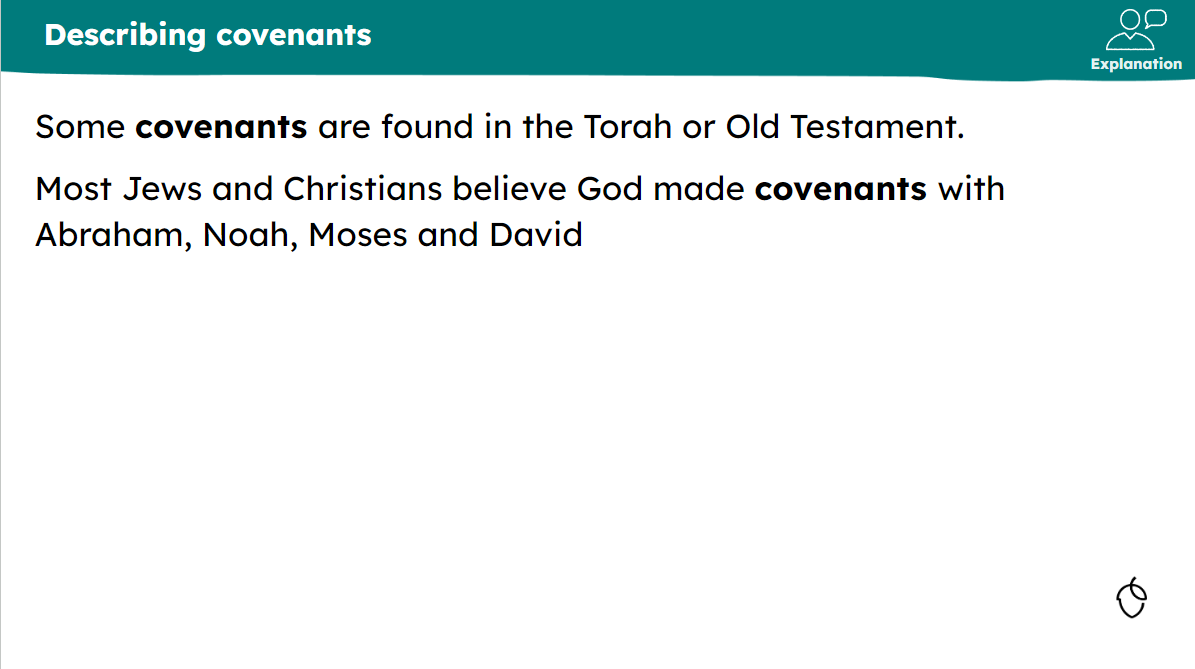 Describing covenants
Explanation
Some covenants are found in the Torah or Old Testament.
Most Jews and Christians believe God made covenants with
Abraham, Noah, Moses and David